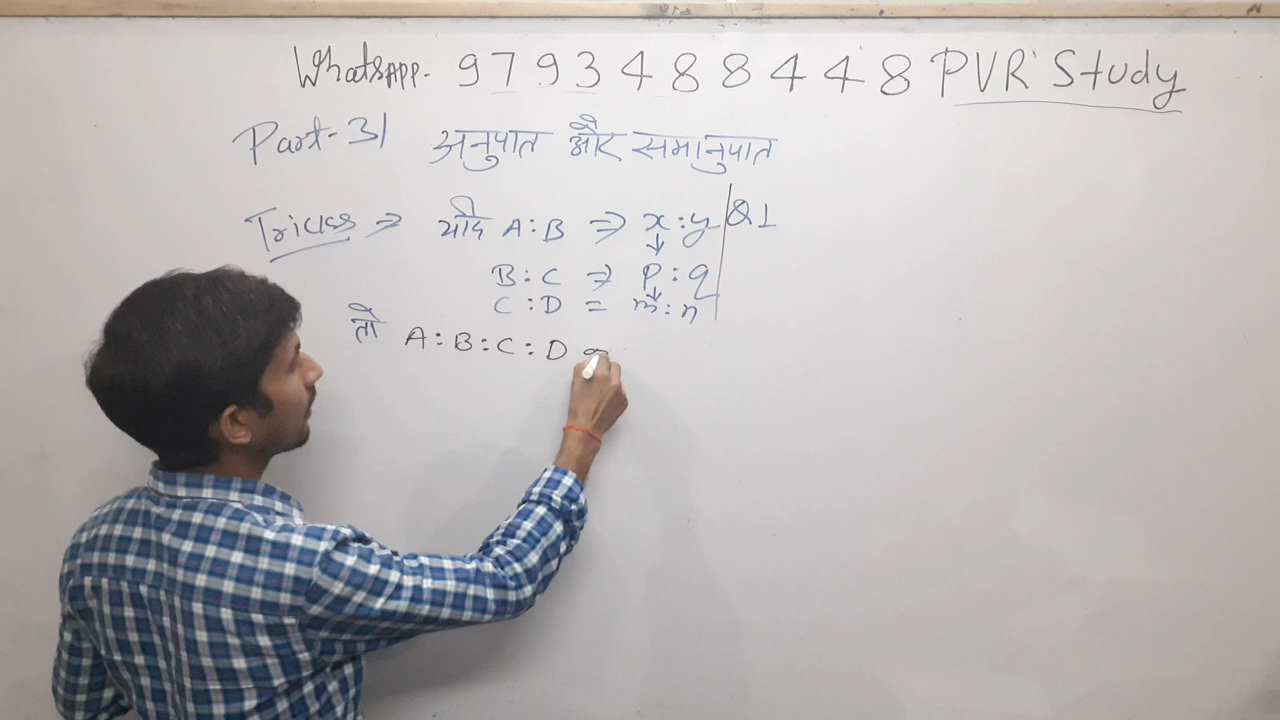 WhatsAPP- 9793488448 PVR Study
Part-31 अनुपात और समानुपात
Tricks ⇒ यदि A:B ⇒ x:y Q1
B:C ⇒ P:q
C:D = m:n
तो A:B:C:D